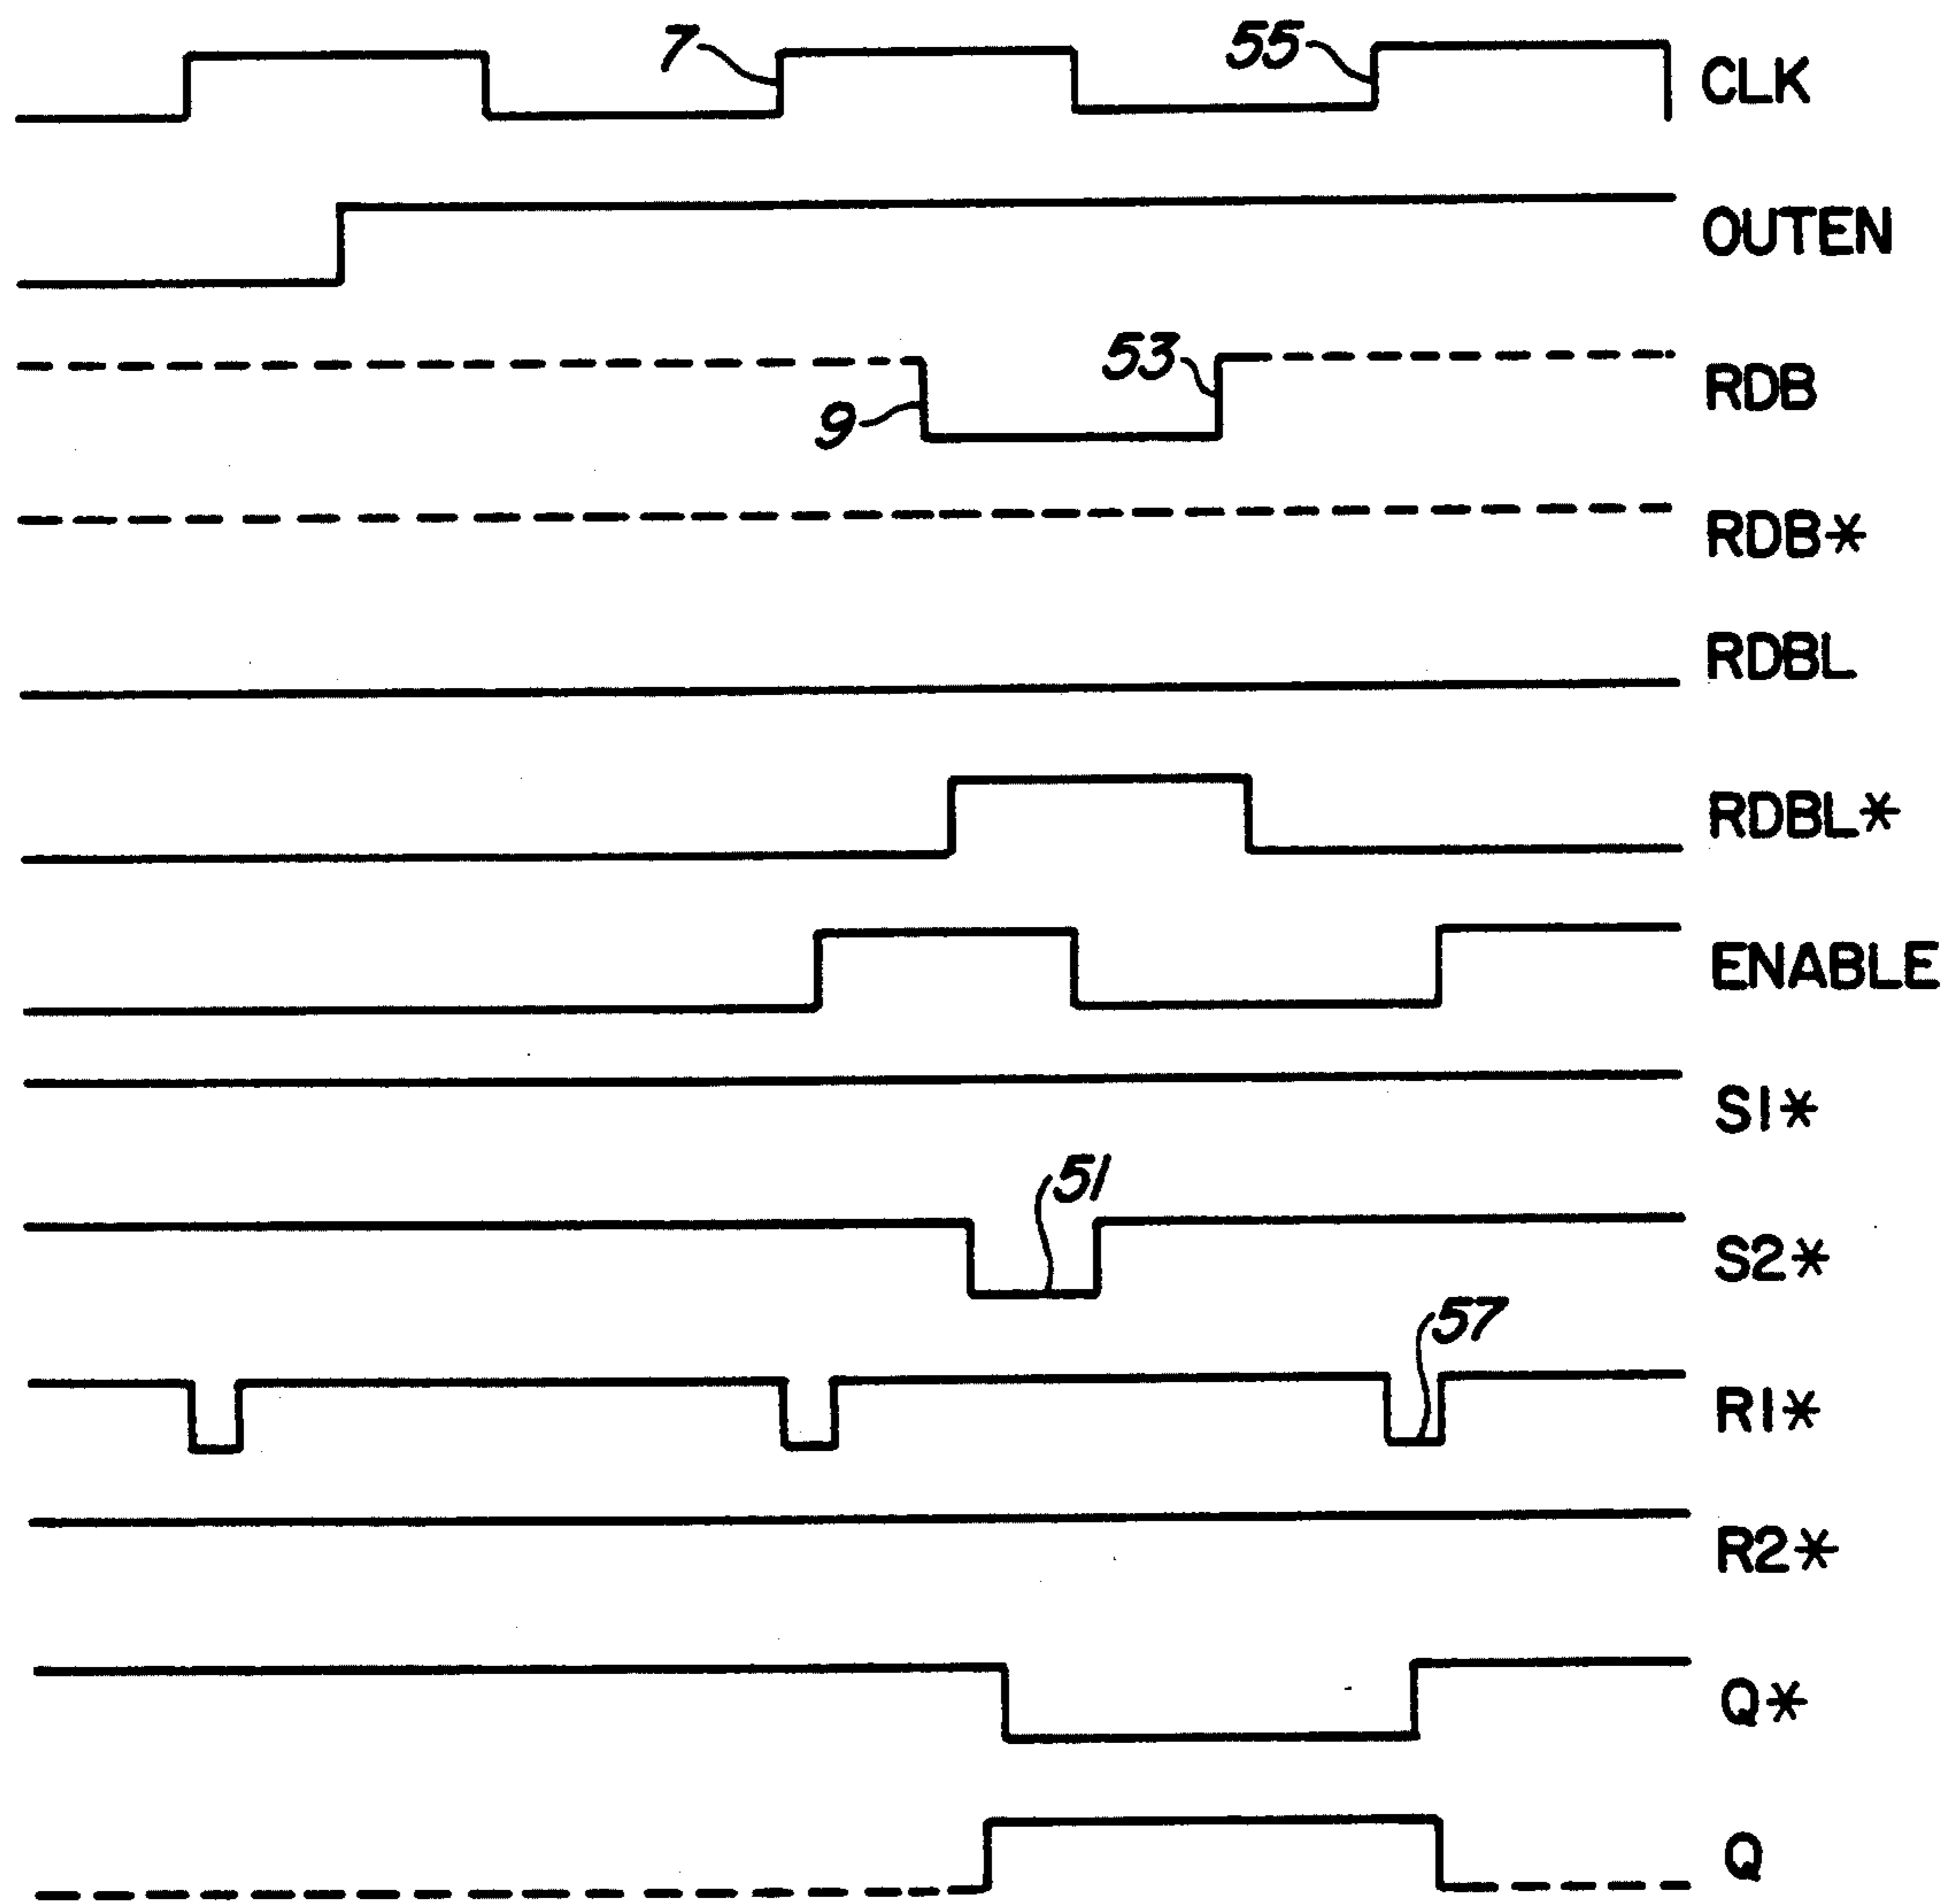 7
55
CLK
OUTEN
53
RDB
9
RDB*
RDBL
RDBL*
ENABLE
S1*
51
S2*
57
R1*
R2*
Q*
Q